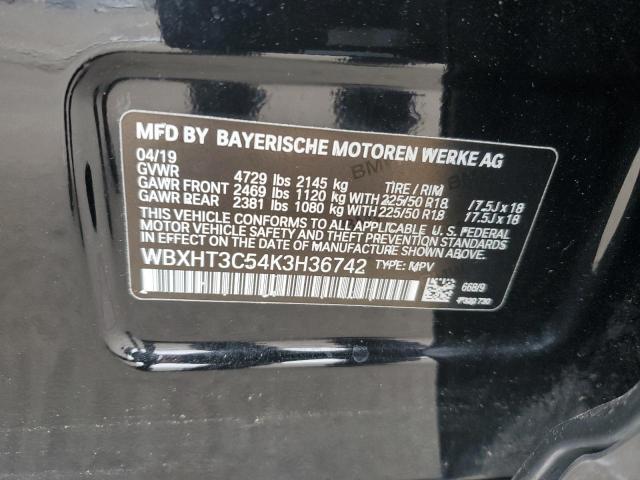 MFD BY BAYERISCHE MOTOREN WERKE AG
04/19
GVWR 4729 lbs 2145 kg TIRE / RIM
GAWR FRONT 2469 lbs 1120 kg WITH 225/50 R18 / 7.5J x 18
GAWR REAR 2381 lbs 1080 kg WITH 225/50 R18 / 7.5J x 18
THIS VEHICLE CONFORMS TO ALL APPLICABLE U.S. FEDERAL
MOTOR VEHICLE SAFETY AND THEFT PREVENTION STANDARDS IN EFFECT
ON THE DATE OF MANUFACTURE SHOWN ABOVE.
WBXHT3C54K3H36742 TYPE: MPV
668/9